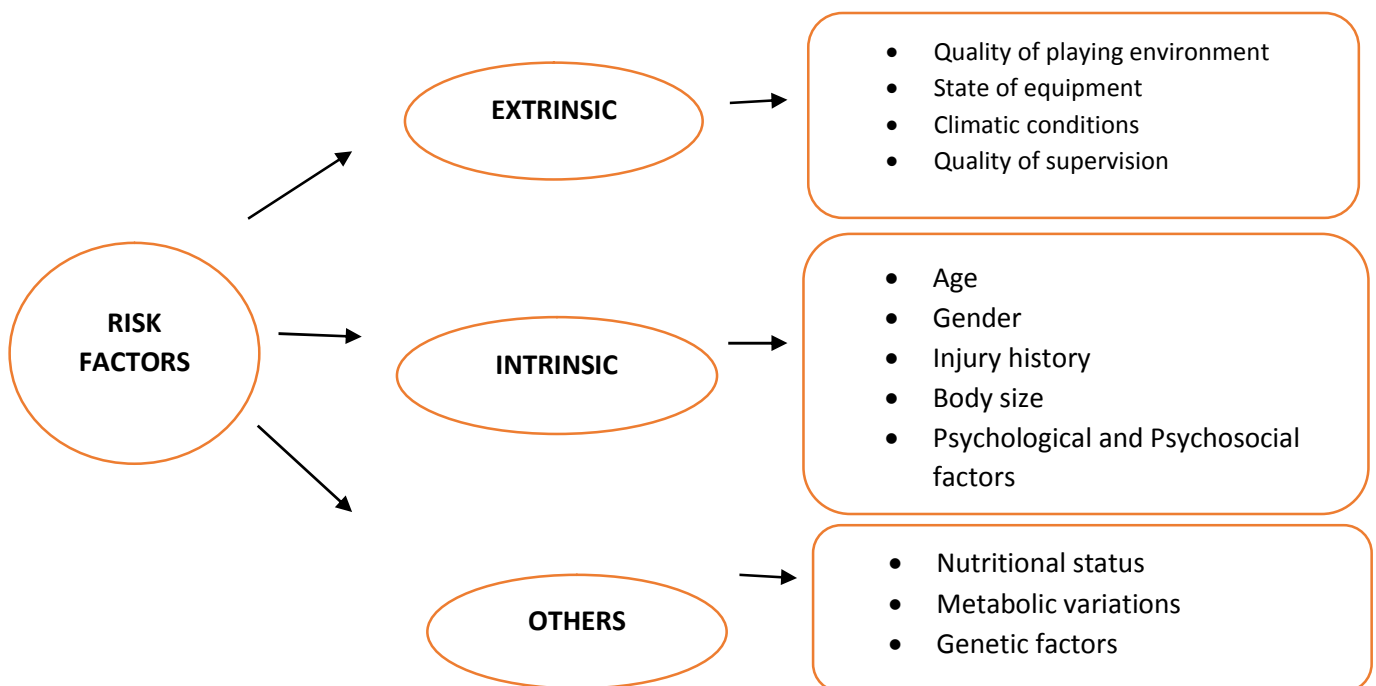 RISK
FACTORS
EXTRINSIC
• Quality of playing environment
• State of equipment
• Climatic conditions
• Quality of supervision
INTRINSIC
• Age
• Gender
• Injury history
• Body size
• Psychological and Psychosocial
factors
OTHERS
• Nutritional status
• Metabolic variations
• Genetic factors